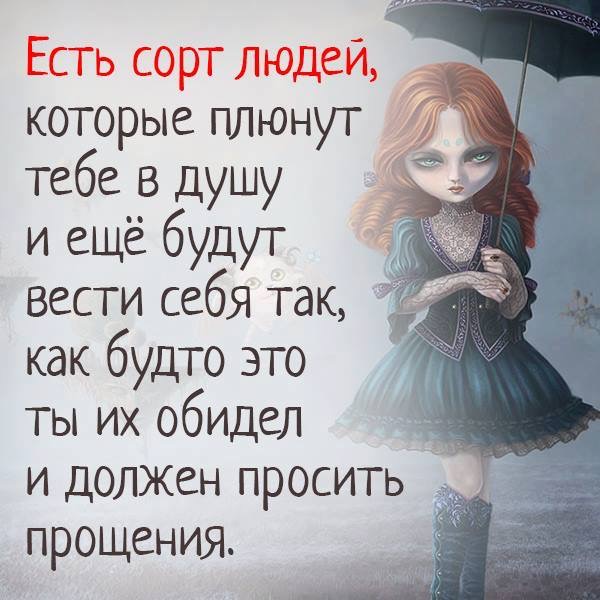 Есть сорт людей,
которые плюнут
тебе в душу
и ещё будут
вести себя так,
как будто это
ты их обидел
и должен просить
прощения.